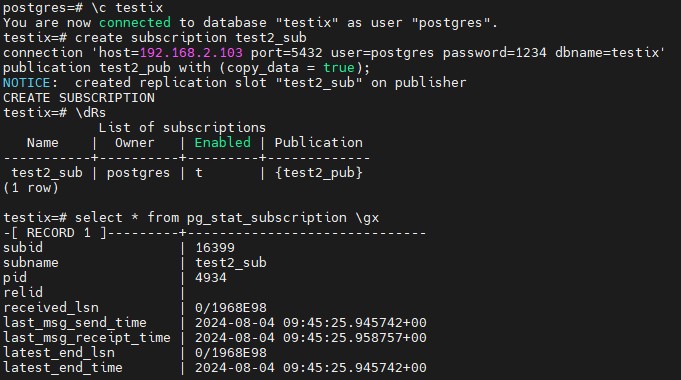 postgres=# \c testix
You are now connected to database "testix" as user "postgres".
testix=# create subscription test2_sub
connection 'host=192.168.2.103 port=5432 user=postgres password=1234 dbname=testix'
publication test2_pub with (copy_data = true);
NOTICE:  created replication slot "test2_sub" on publisher
CREATE SUBSCRIPTION
testix=# \dRs
            List of subscriptions
   Name    |  Owner   | Enabled | Publication
-----------+----------+---------+-------------
 test2_sub | postgres | t       | {test2_pub}
(1 row)
testix=# select * from pg_stat_subscription \gx
-[ RECORD 1 ]---------+------------------------------
subid                 | 16399
subname               | test2_sub
pid                   | 4934
relid                 |
received_lsn          | 0/1968E98
last_msg_send_time    | 2024-08-04 09:45:25.945742+00
last_msg_receipt_time | 2024-08-04 09:45:25.958757+00
latest_end_lsn        | 0/1968E98
latest_end_time       | 2024-08-04 09:45:25.945742+00